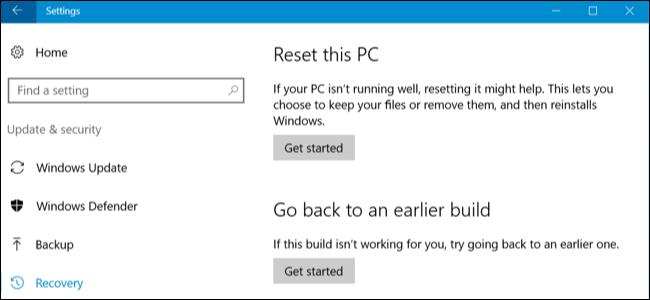 Settings
Home
Find a setting
Update & security
Windows Update
Windows Defender
Backup
Recovery
Reset this PC
If your PC isn't running well, resetting it might help. This lets you
choose to keep your files or remove them, and then reinstalls
Windows.
Get started
Go back to an earlier build
If this build isn't working for you, try going back to an earlier one.
Get started